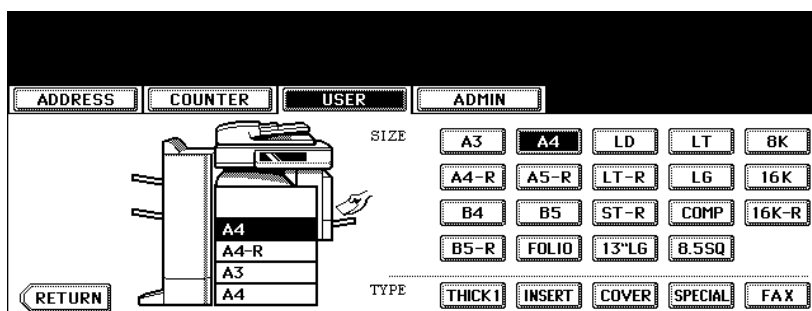 ADDRESS COUNTER USER ADMIN
SIZE A3 A4 LD LT 8K
A4-R A5-R LT-R LG 16K
B4 B5 ST-R COMP 16K-R
B5-R FOLIO 13"LG 8.5SQ
A4
A4-R
A3
A4
RETURN
TYPE THICK1 INSERT COVER SPECIAL FAX